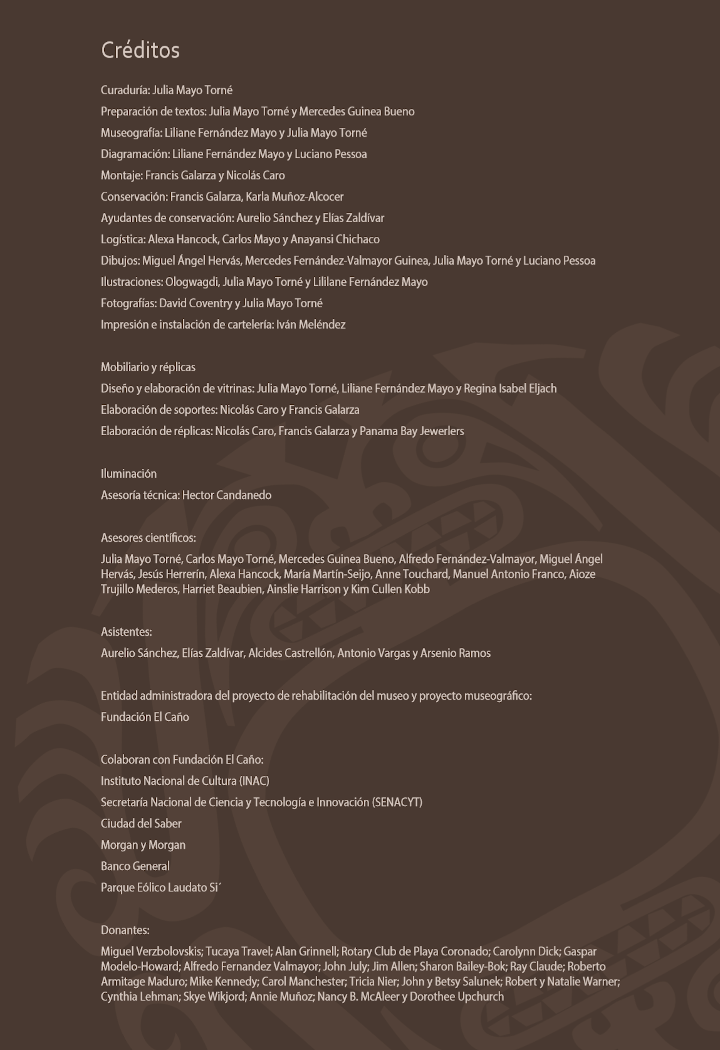 Créditos
Curaduría: Julia Mayo Torné
Preparación de textos: Julia Mayo Torné y Mercedes Guinea Bueno
Museografía: Liliane Fernández Mayo y Julia Mayo Torné
Diagramación: Liliane Fernández Mayo y Luciano Pessoa
Montaje: Francis Galarza y Nicolás Caro
Conservación: Francis Galarza, Karla Muñoz-Alcocer
Ayudantes de conservación: Aurelio Sánchez y Elías Zaldívar
Logística: Alexa Hancock, Carlos Mayo y Anayansi Chichaco
Dibujos: Miguel Ángel Hervás, Mercedes Fernández-Valmayor Guinea, Julia Mayo Torné y Luciano Pessoa
Ilustraciones: Ologwagdi, Julia Mayo Torné y Lililane Fernández Mayo
Fotografías: David Coventry y Julia Mayo Torné
Impresión e instalación de cartelería: Iván Meléndez
Mobiliario y réplicas
Diseño y elaboración de vitrinas: Julia Mayo Torné, Liliane Fernández Mayo y Regina Isabel Eljach
Elaboración de soportes: Nicolás Caro y Francis Galarza
Elaboración de réplicas: Nicolás Caro, Francis Galarza y Panama Bay Jewerlers
Iluminación
Asesoría técnica: Hector Candanedo
Asesores científicos:
Julia Mayo Torné, Carlos Mayo Torné, Mercedes Guinea Bueno, Alfredo Fernández-Valmayor, Miguel Ángel
Hervás, Jesús Herrerín, Alexa Hancock, María Martín-Seijo, Anne Touchard, Manuel Antonio Franco, Aioze
Trujillo Mederos, Harriet Beaubien, Ainslie Harrison y Kim Cullen Kobb
Asistentes:
Aurelio Sánchez, Elías Zaldívar, Alcides Castrellón, Antonio Vargas y Arsenio Ramos
Entidad administradora del proyecto de rehabilitación del museo y proyecto museográfico:
Fundación El Caño
Colaboran con Fundación El Caño:
Instituto Nacional de Cultura (INAC)
Secretaría Nacional de Ciencia y Tecnología e Innovación (SENACYT)
Ciudad del Saber
Morgan y Morgan
Banco General
Parque Eólico Laudato Si´
Donantes:
Miguel Verzbolovskis; Tucaya Travel; Alan Grinnell; Rotary Club de Playa Coronado; Carolynn Dick; Gaspar
Modelo-Howard; Alfredo Fernandez Valmayor; John July; Jim Allen; Sharon Bailey-Bok; Ray Claude; Roberto
Armitage Maduro; Mike Kennedy; Carol Manchester; Tricia Nier; John y Betsy Salunek; Robert y Natalie Warner;
Cynthia Lehman; Skye Wikjord; Annie Muñoz; Nancy B. McAleer y Dorothee Upchurch